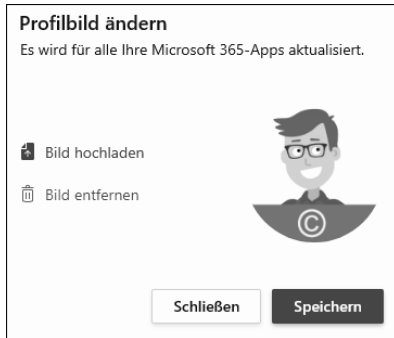 Profilbild ändern
Es wird für alle Ihre Microsoft 365-Apps aktualisiert.
Bild hochladen
Bild entfernen
©
Schließen
Speichern